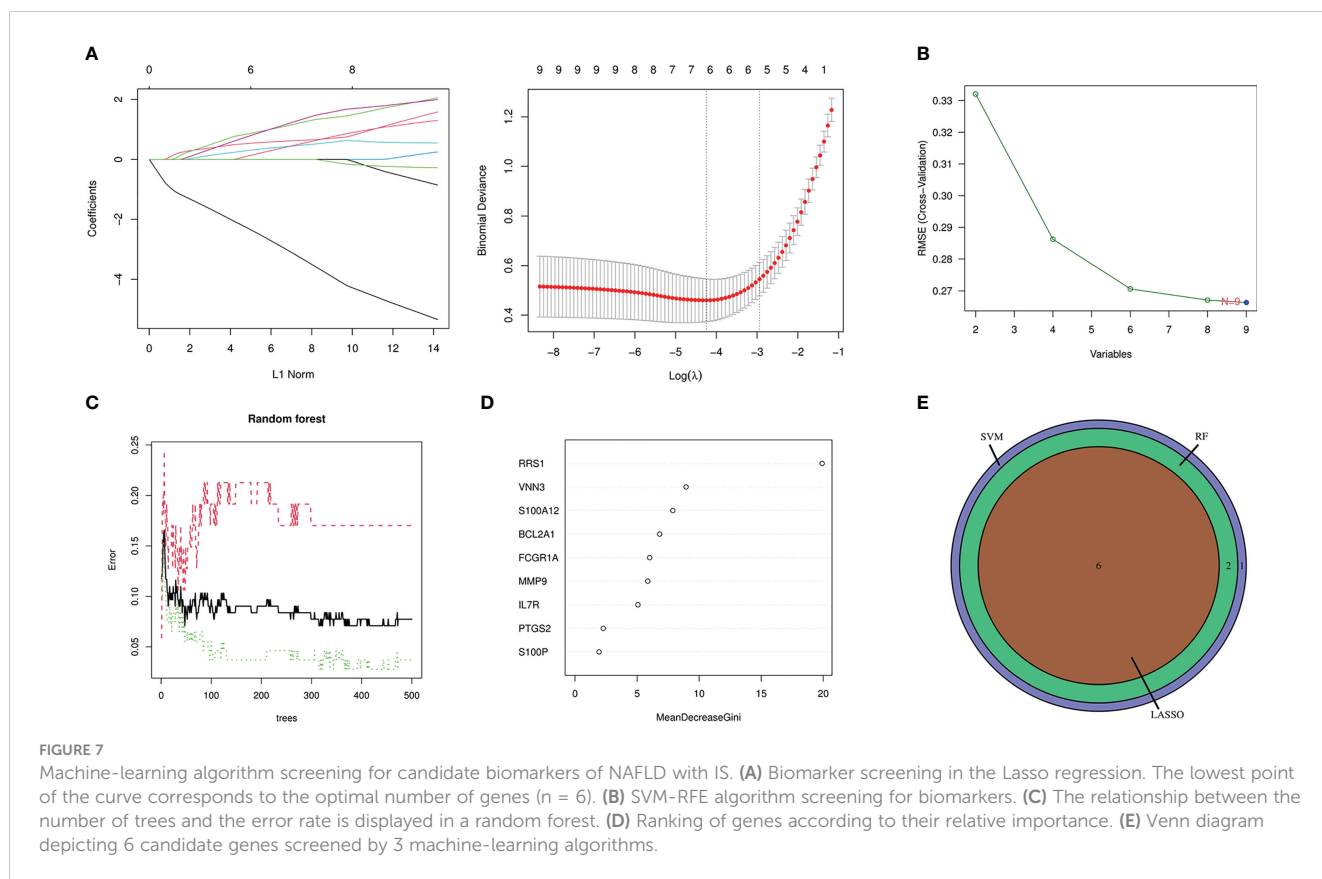 A
0 6 8
2
0
−2
−4
Coefficients
0 2 4 6 8 10 12 14
L1 Norm
9 9 9 9 9 8 8 7 7 6 6 6 5 5 4 1
1.2
1.0
0.8
0.6
0.4
Binomial Deviance
−8 −7 −6 −5 −4 −3 −2 −1
Log(λ)
B
0.33
0.32
0.31
0.30
0.29
0.28
0.27
RMSE (Cross−Validation)
N=9
2 3 4 5 6 7 8 9
Variables
C
Random forest
0.25
0.20
0.15
0.10
0.05
Error
0 100 200 300 400 500
trees
D
RRS1
VNN3
S100A12
BCL2A1
FCGR1A
MMP9
IL7R
PTGS2
S100P
0 5 10 15 20
MeanDecreaseGini
E
SVM
RF
6 2 1
LASSO
FIGURE 7
Machine-learning algorithm screening for candidate biomarkers of NAFLD with IS. (A) Biomarker screening in the Lasso regression. The lowest point
of the curve corresponds to the optimal number of genes (n = 6). (B) SVM-RFE algorithm screening for biomarkers. (C) The relationship between the
number of trees and the error rate is displayed in a random forest. (D) Ranking of genes according to their relative importance. (E) Venn diagram
depicting 6 candidate genes screened by 3 machine-learning algorithms.